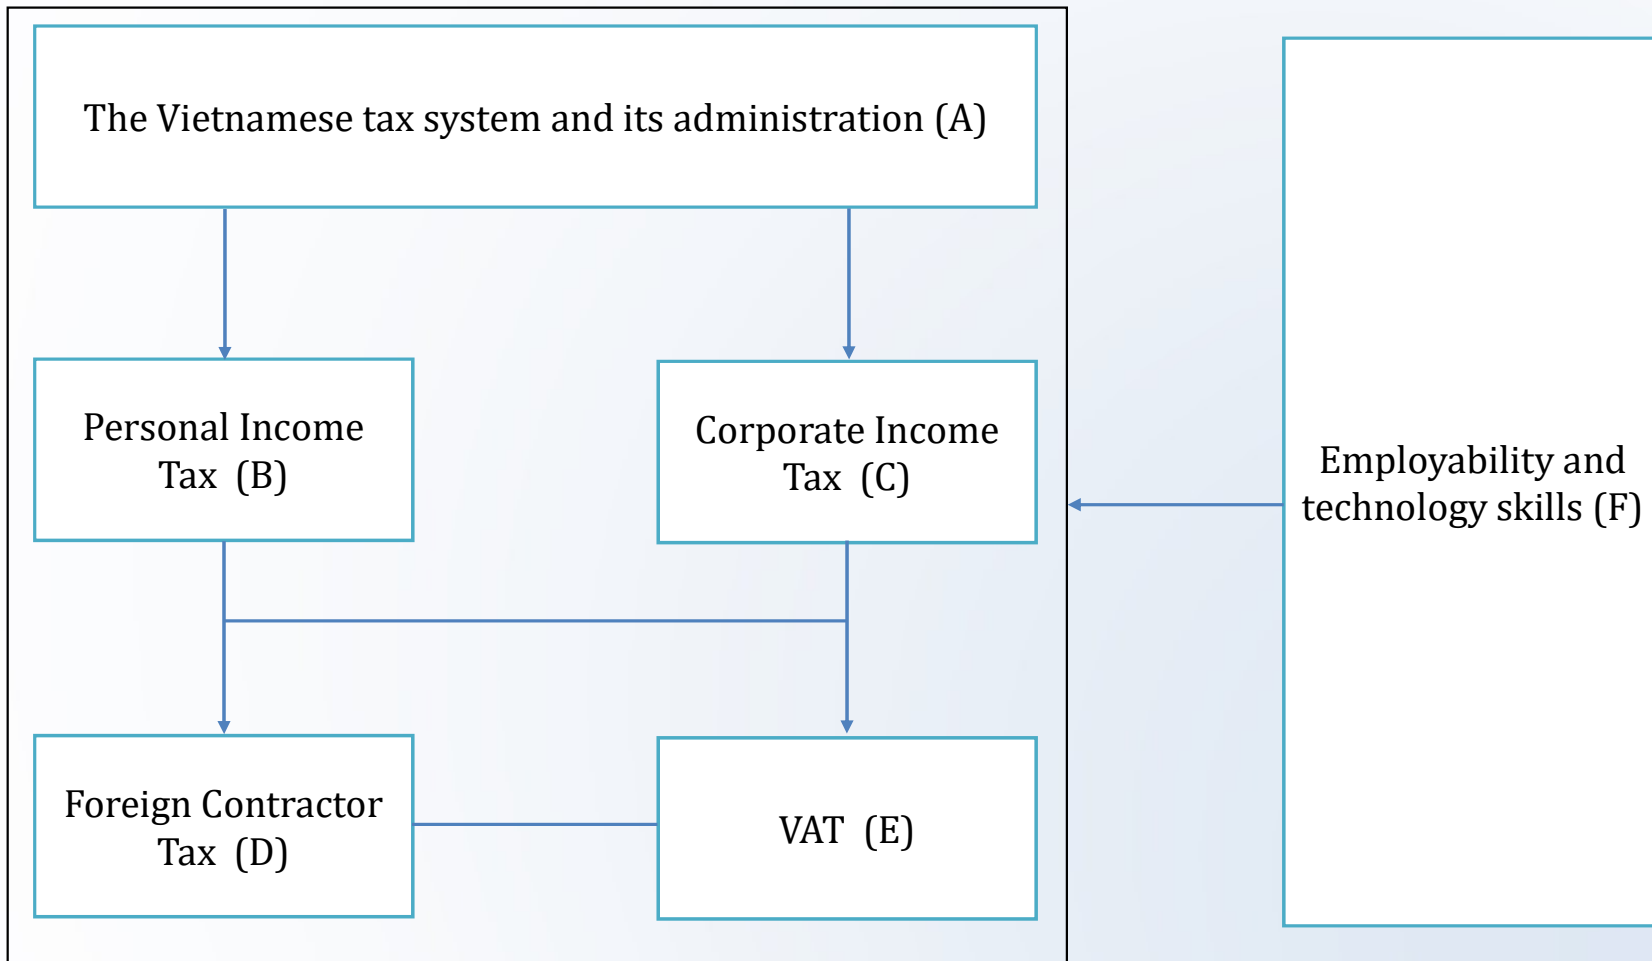 The Vietnamese tax system and its administration (A)
Personal Income
Tax (B)
Corporate Income
Tax (C)
Employability and
technology skills (F)
Foreign Contractor
Tax (D)
VAT (E)